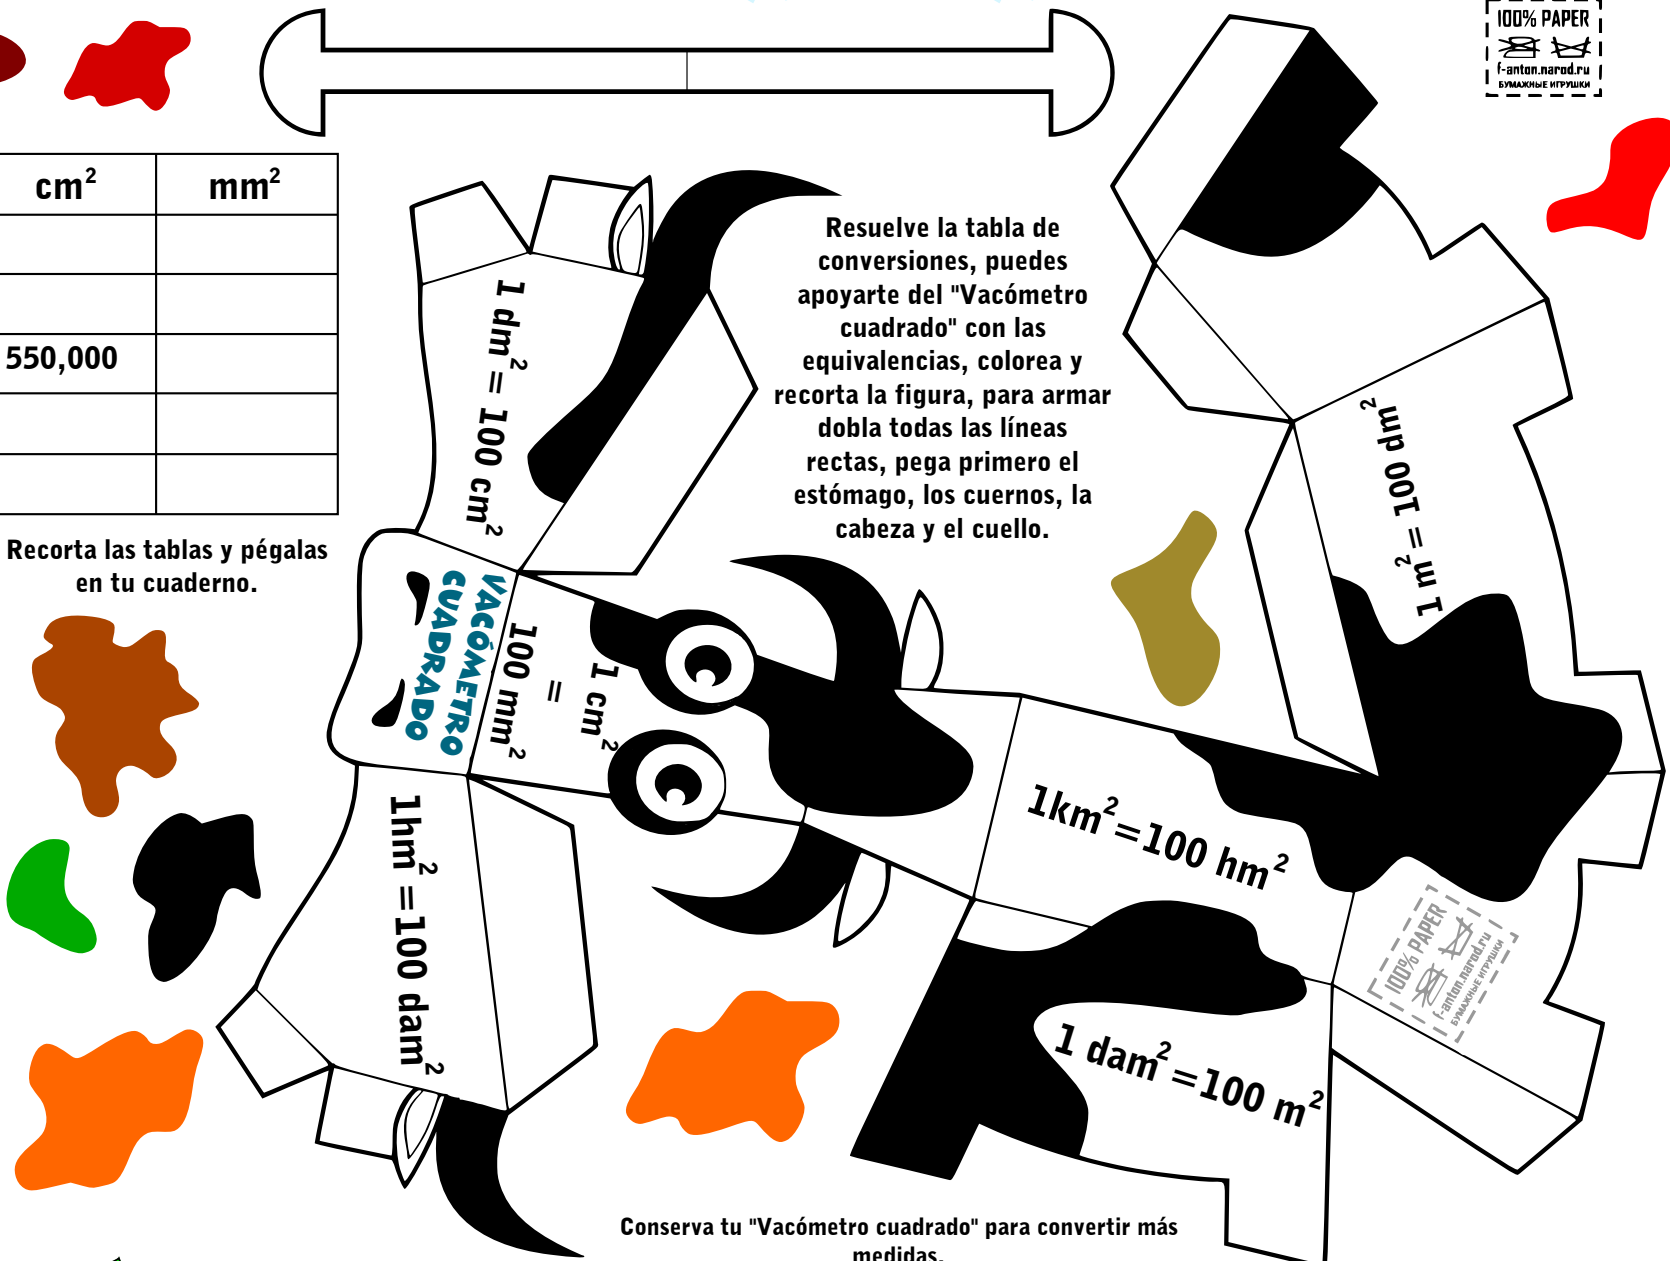 100% PAPER
f-anton.narod.ru
БУМАЖНЫЕ ИГРУШКИ
cm² mm²
550,000
Recorta las tablas y pégalas
en tu cuaderno.
Resuelve la tabla de
conversiones, puedes
apoyarte del "Vacómetro
cuadrado" con las
equivalencias, colorea y
recorta la figura, para armar
dobla todas las líneas
rectas, pega primero el
estómago, los cuernos, la
cabeza y el cuello.
1 dm² = 100 cm²
VACÓMETRO
CUADRADO
1 cm²
=
100 mm²
1hm²=100 dam²
1 m² = 100 dm²
1km²=100 hm²
1 dam²=100 m²
100% PAPER
f-anton.narod.ru
БУМАЖНЫЕ ИГРУШКИ
Conserva tu "Vacómetro cuadrado" para convertir más
medidas.